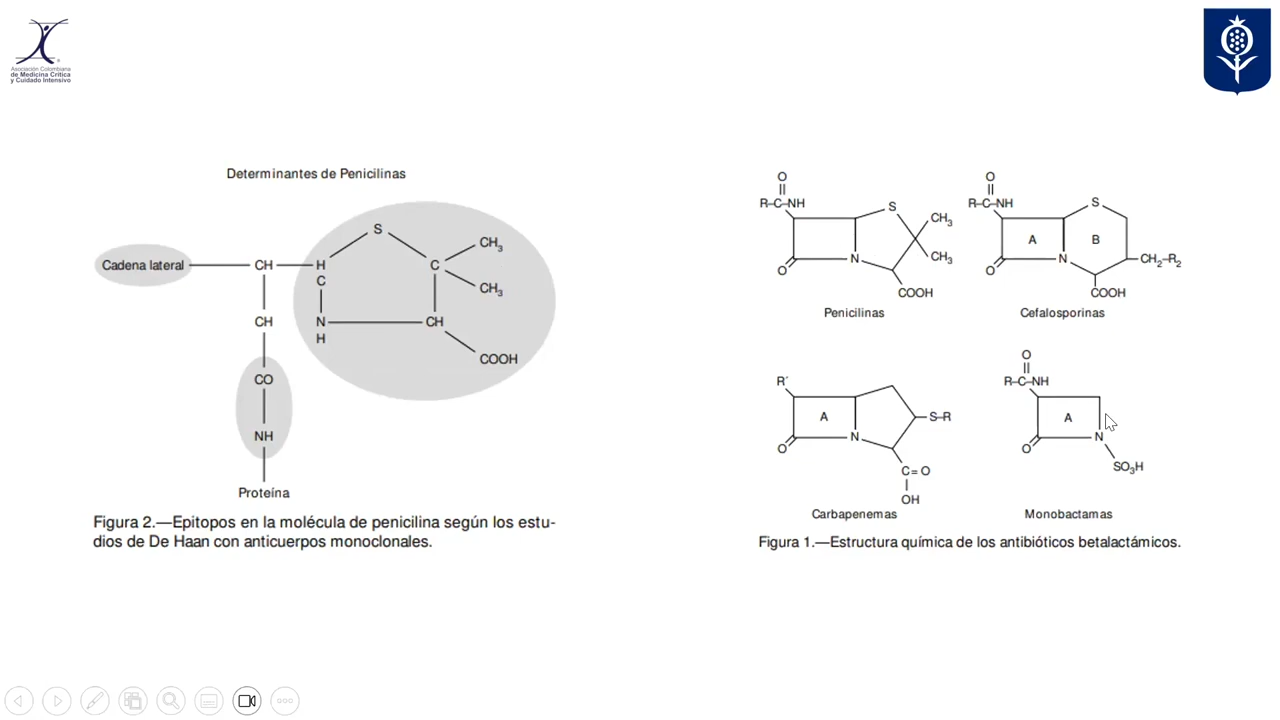 Asociación Colombiana
de Medicina Crítica
y Cuidado Intensivo
Determinantes de Penicilinas
Cadena lateral
CH
H
C
S
C
CH₃
CH₃
CH
N
H
CH
COOH
CO
NH
Proteína
Figura 2.—Epitopos en la molécula de penicilina según los estu-
dios de De Haan con anticuerpos monoclonales.
O
R–C–NH
S
CH₃
CH₃
N
O
COOH
Penicilinas
O
R–C–NH
S
A
B
N
O
CH₂–R₂
COOH
Cefalosporinas
R´
A
S–R
N
O
C=O
OH
Carbapenemas
O
R–C–NH
A
N
O
SO₃H
Monobactamas
Figura 1.—Estructura química de los antibióticos betalactámicos.